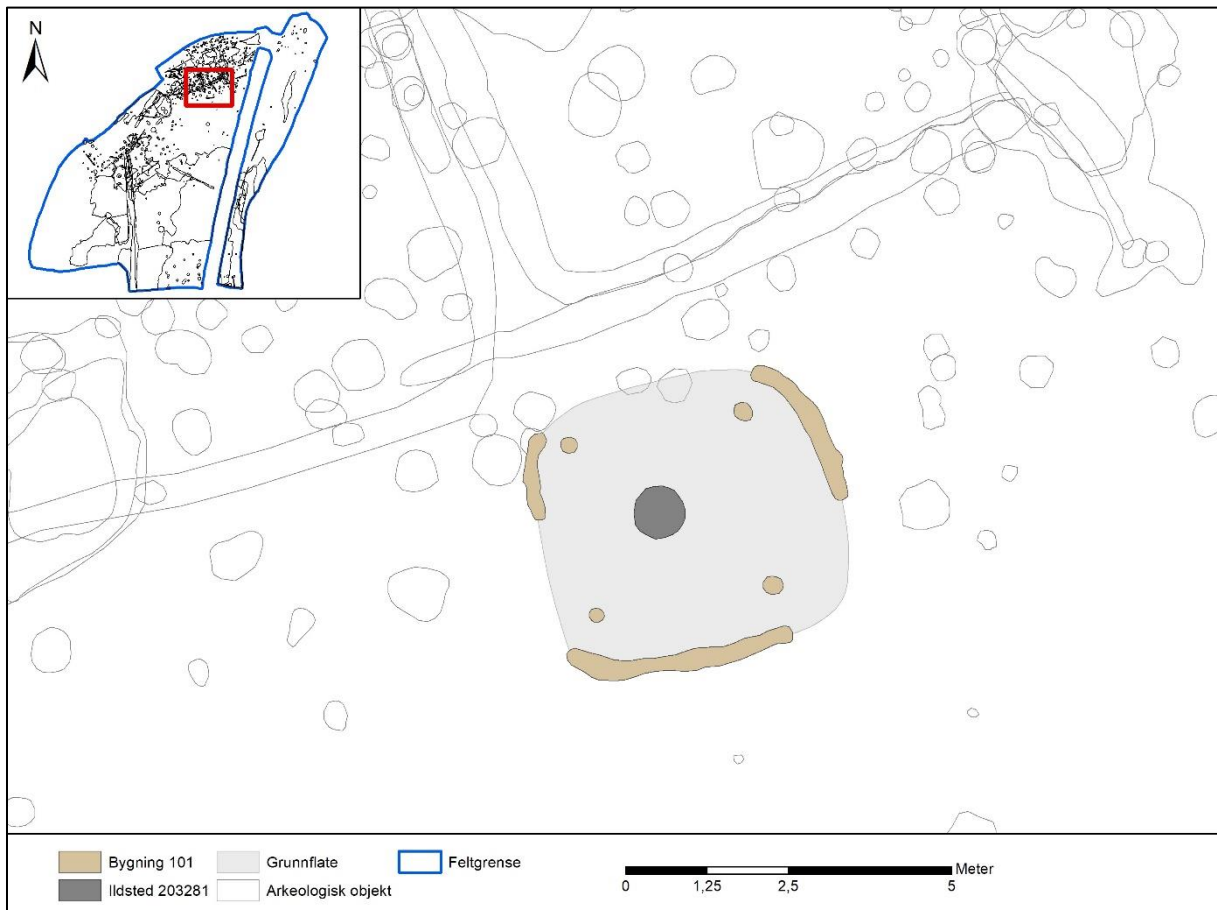 N
Bygning 101
Grunnflate
Feltgrense
Meter
Ildsted 203281
Arkeologisk objekt
0 1,25 2,5 5